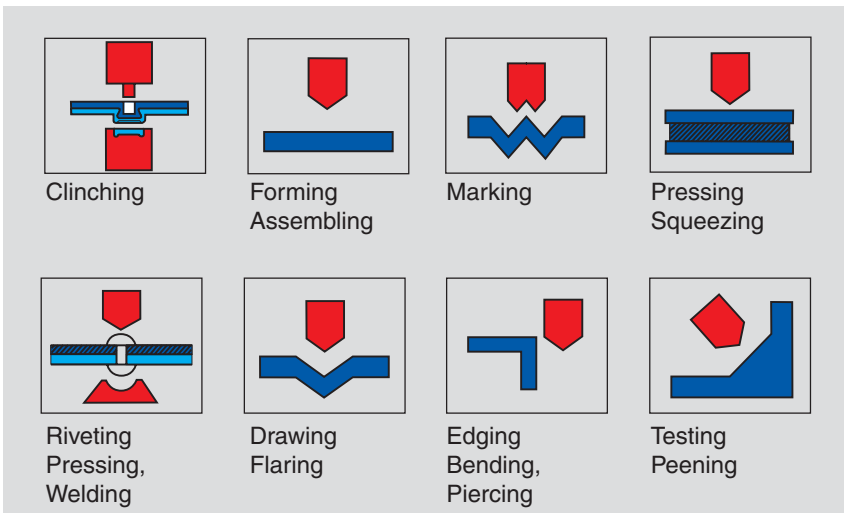 Clinching
Forming
Assembling
Marking
Pressing
Squeezing
Riveting
Pressing,
Welding
Drawing
Flaring
Edging
Bending,
Piercing
Testing
Peening